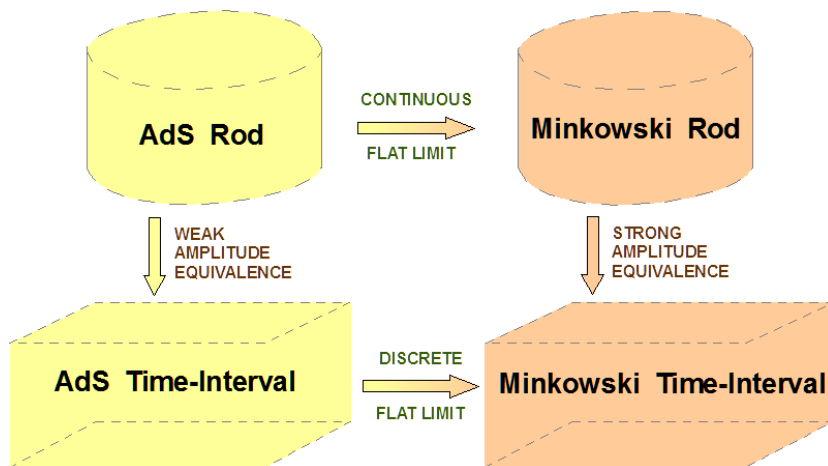 AdS Rod
CONTINUOUS
FLAT LIMIT
Minkowski Rod
WEAK
AMPLITUDE
EQUIVALENCE
STRONG
AMPLITUDE
EQUIVALENCE
AdS Time-Interval
DISCRETE
FLAT LIMIT
Minkowski Time-Interval